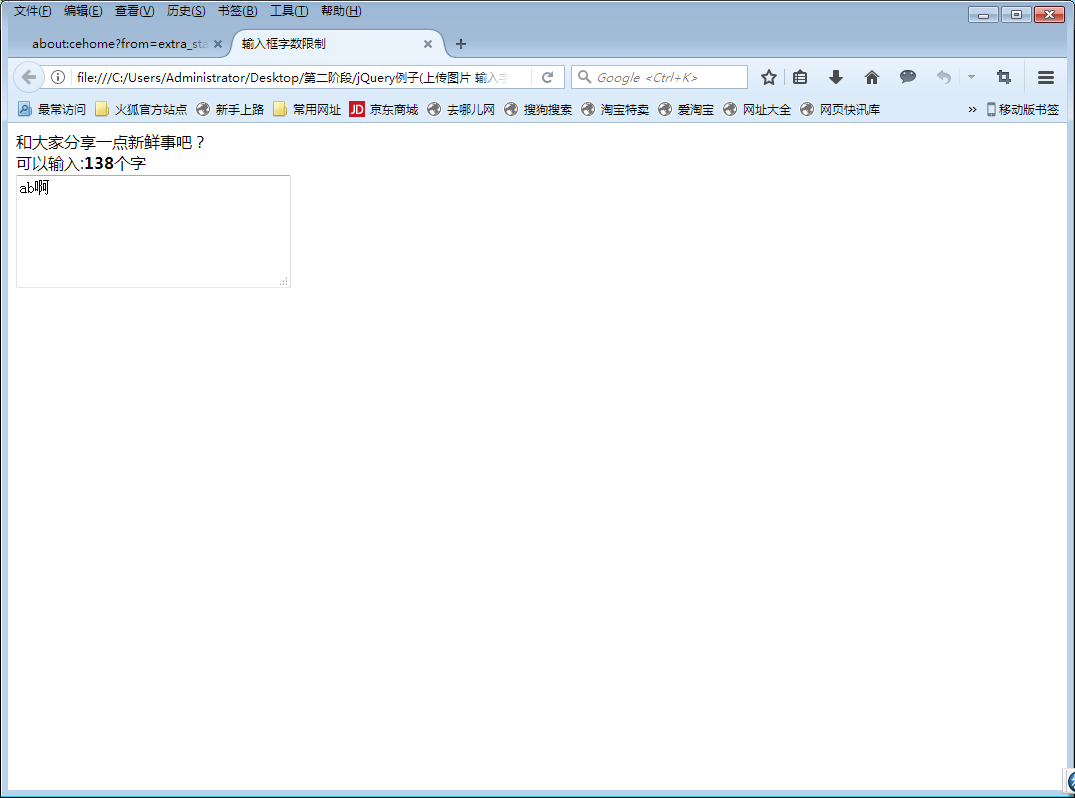 文件(F) 编辑(E) 查看(V) 历史(S) 书签(B) 工具(T) 帮助(H)
about:cehome?from=extra_sta 输入框字数限制
file:///C:/Users/Administrator/Desktop/第二阶段/jQuery例子(上传图片 输入字 Google <Ctrl+K>
最常访问 火狐官方站点 新手上路 常用网址 JD 京东商城 去哪儿网 搜狗搜索 淘宝特卖 爱淘宝 网址大全 网页快讯库 » 移动版书签
和大家分享一点新鲜事吧？
可以输入:138个字
ab啊